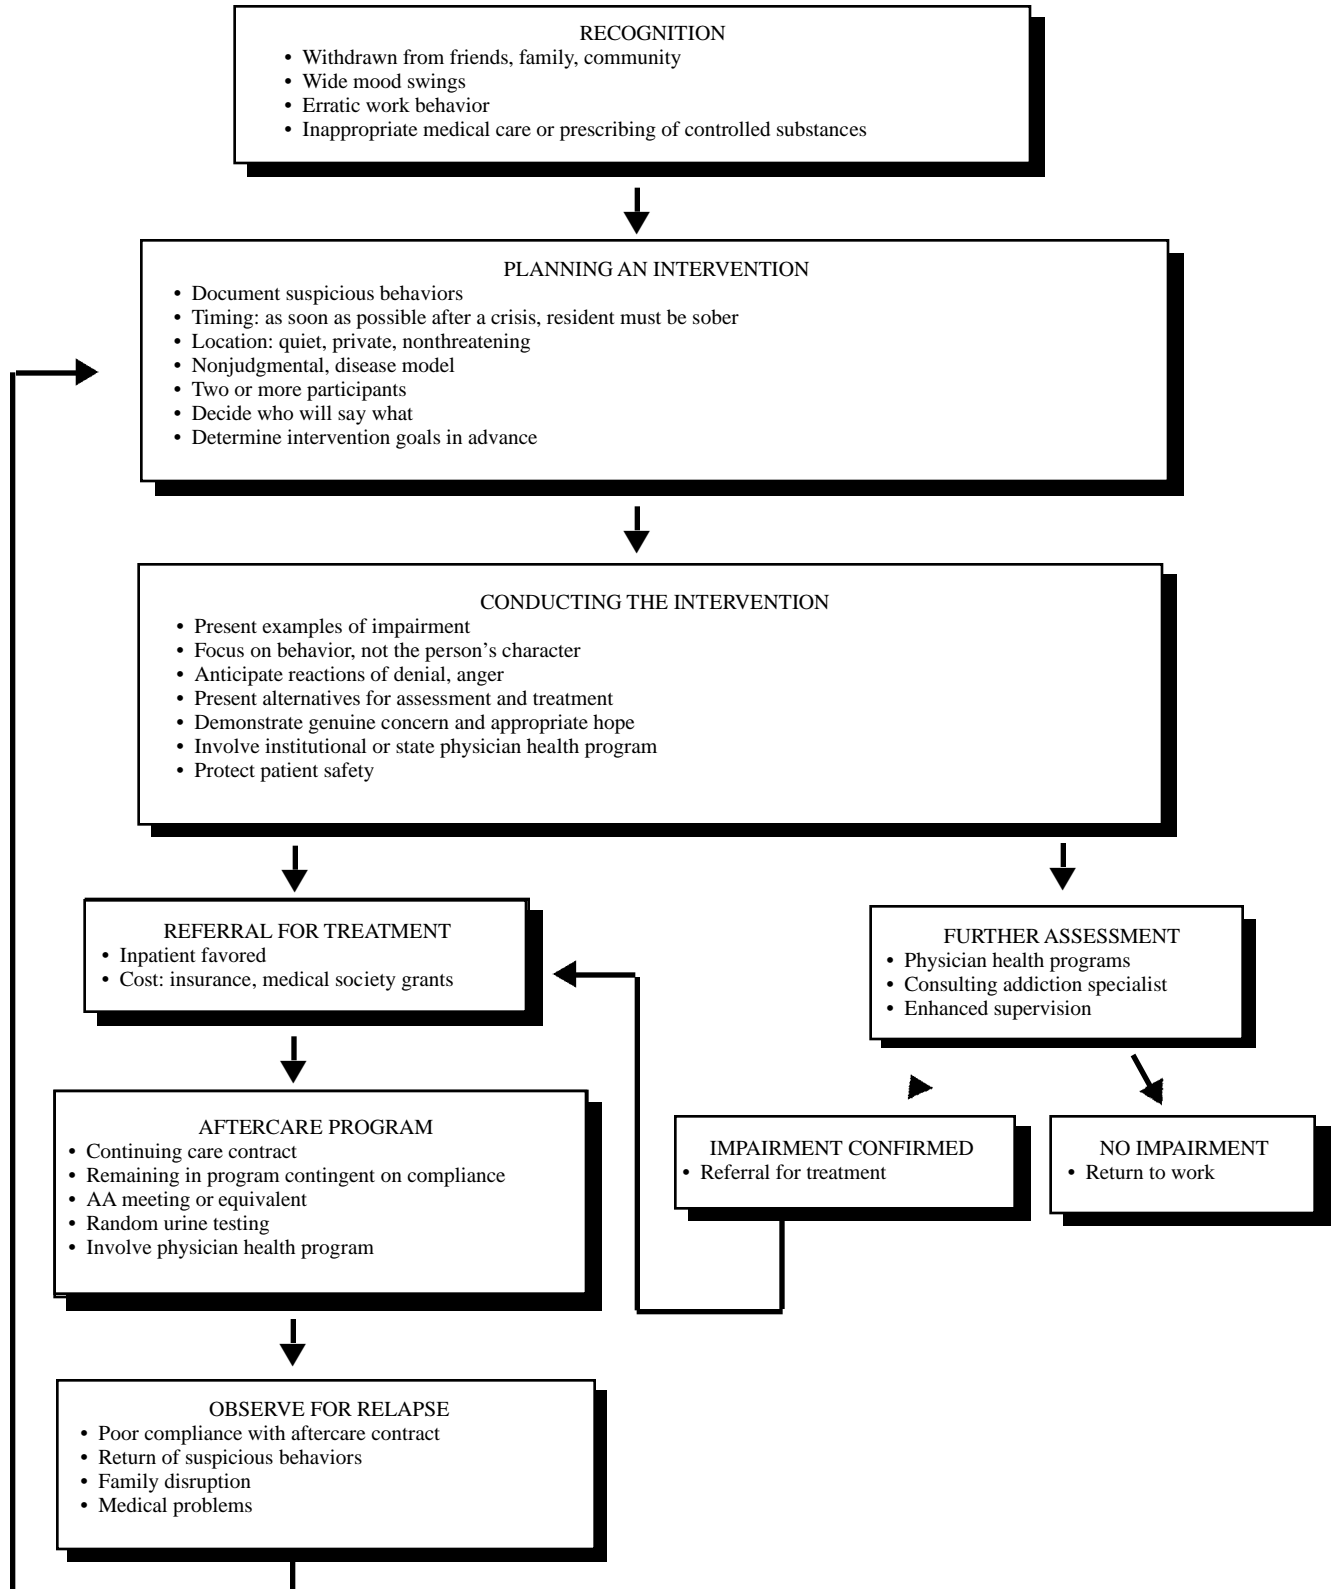 RECOGNITION
• Withdrawn from friends, family, community
• Wide mood swings
• Erratic work behavior
• Inappropriate medical care or prescribing of controlled substances
PLANNING AN INTERVENTION
• Document suspicious behaviors
• Timing: as soon as possible after a crisis, resident must be sober
• Location: quiet, private, nonthreatening
• Nonjudgmental, disease model
• Two or more participants
• Decide who will say what
• Determine intervention goals in advance
CONDUCTING THE INTERVENTION
• Present examples of impairment
• Focus on behavior, not the person’s character
• Anticipate reactions of denial, anger
• Present alternatives for assessment and treatment
• Demonstrate genuine concern and appropriate hope
• Involve institutional or state physician health program
• Protect patient safety
REFERRAL FOR TREATMENT
• Inpatient favored
• Cost: insurance, medical society grants
FURTHER ASSESSMENT
• Physician health programs
• Consulting addiction specialist
• Enhanced supervision
AFTERCARE PROGRAM
• Continuing care contract
• Remaining in program contingent on compliance
• AA meeting or equivalent
• Random urine testing
• Involve physician health program
IMPAIRMENT CONFIRMED
• Referral for treatment
NO IMPAIRMENT
• Return to work
OBSERVE FOR RELAPSE
• Poor compliance with aftercare contract
• Return of suspicious behaviors
• Family disruption
• Medical problems